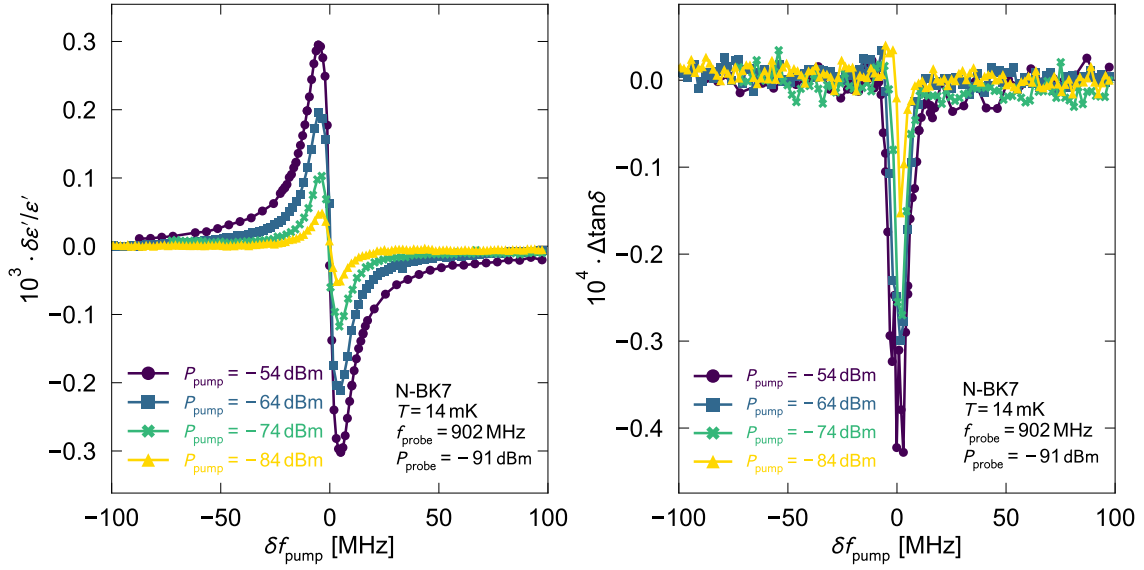 10³ · δε′/ε′
0.3
0.2
0.1
0.0
−0.1
−0.2
−0.3
P_pump = −54 dBm
P_pump = −64 dBm
P_pump = −74 dBm
P_pump = −84 dBm
N-BK7
T = 14 mK
f_probe = 902 MHz
P_probe = −91 dBm
−100 −50 0 50 100
δf_pump [MHz]
10⁴ · Δtanδ
0.0
−0.1
−0.2
−0.3
−0.4
P_pump = −54 dBm
P_pump = −64 dBm
P_pump = −74 dBm
P_pump = −84 dBm
N-BK7
T = 14 mK
f_probe = 902 MHz
P_probe = −91 dBm
−100 −50 0 50 100
δf_pump [MHz]